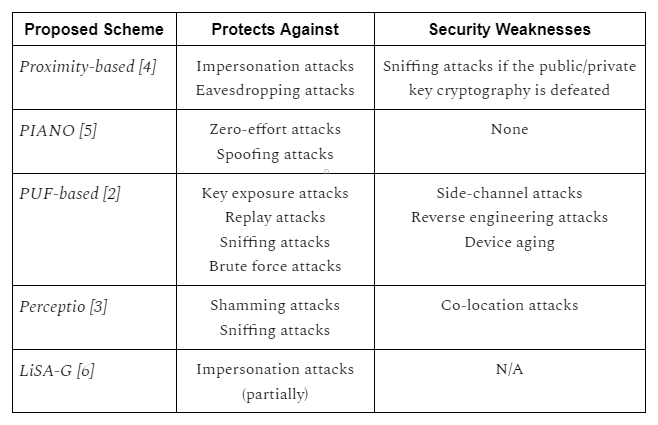 Proposed Scheme Protects Against Security Weaknesses
Proximity-based [4] Impersonation attacks Sniffing attacks if the public/private
Eavesdropping attacks key cryptography is defeated
PIANO [5] Zero-effort attacks None
Spoofing attacks
PUF-based [2] Key exposure attacks Side-channel attacks
Replay attacks Reverse engineering attacks
Sniffing attacks Device aging
Brute force attacks
Perceptio [3] Shamming attacks Co-location attacks
Sniffing attacks
LiSA-G [6] Impersonation attacks N/A
(partially)